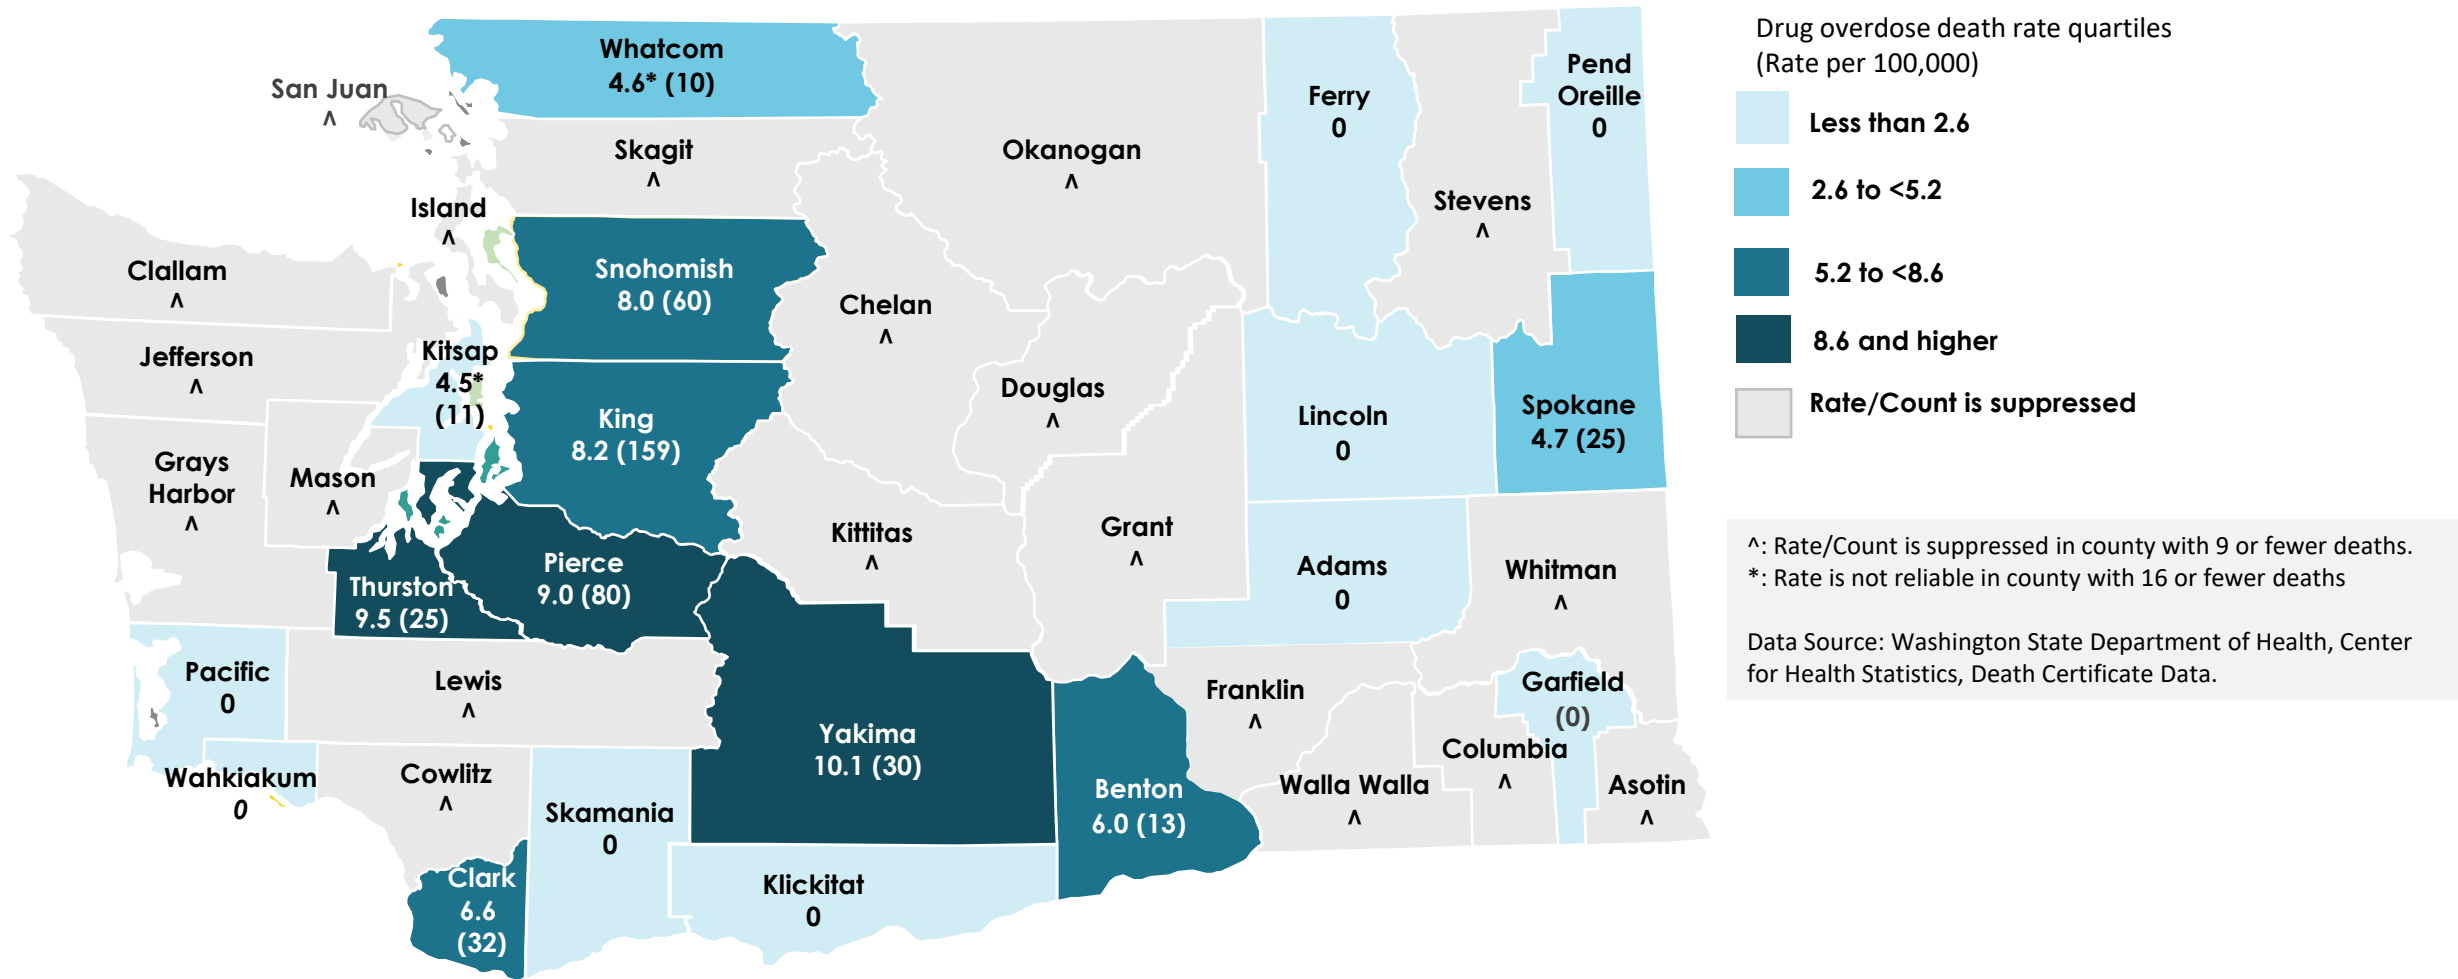 Whatcom
4.6* (10)
San Juan
^
Skagit
^
Island
^
Okanogan
^
Ferry
0
Stevens
^
Pend
Oreille
0
Clallam
^
Snohomish
8.0 (60)
Chelan
^
Jefferson
^
Kitsap
4.5*
(11)
King
8.2 (159)
Douglas
^
Lincoln
0
Spokane
4.7 (25)
Grays
Harbor
^
Mason
^
Kittitas
^
Grant
^
Adams
0
Whitman
^
Thurston
9.5 (25)
Pierce
9.0 (80)
Pacific
0
Lewis
^
Yakima
10.1 (30)
Franklin
^
Garfield
(0)
Wahkiakum
0
Cowlitz
^
Skamania
0
Benton
6.0 (13)
Walla Walla
^
Columbia
^
Asotin
^
Clark
6.6
(32)
Klickitat
0
Drug overdose death rate quartiles
(Rate per 100,000)
Less than 2.6
2.6 to <5.2
5.2 to <8.6
8.6 and higher
Rate/Count is suppressed
^: Rate/Count is suppressed in county with 9 or fewer deaths.
*: Rate is not reliable in county with 16 or fewer deaths
Data Source: Washington State Department of Health, Center
for Health Statistics, Death Certificate Data.